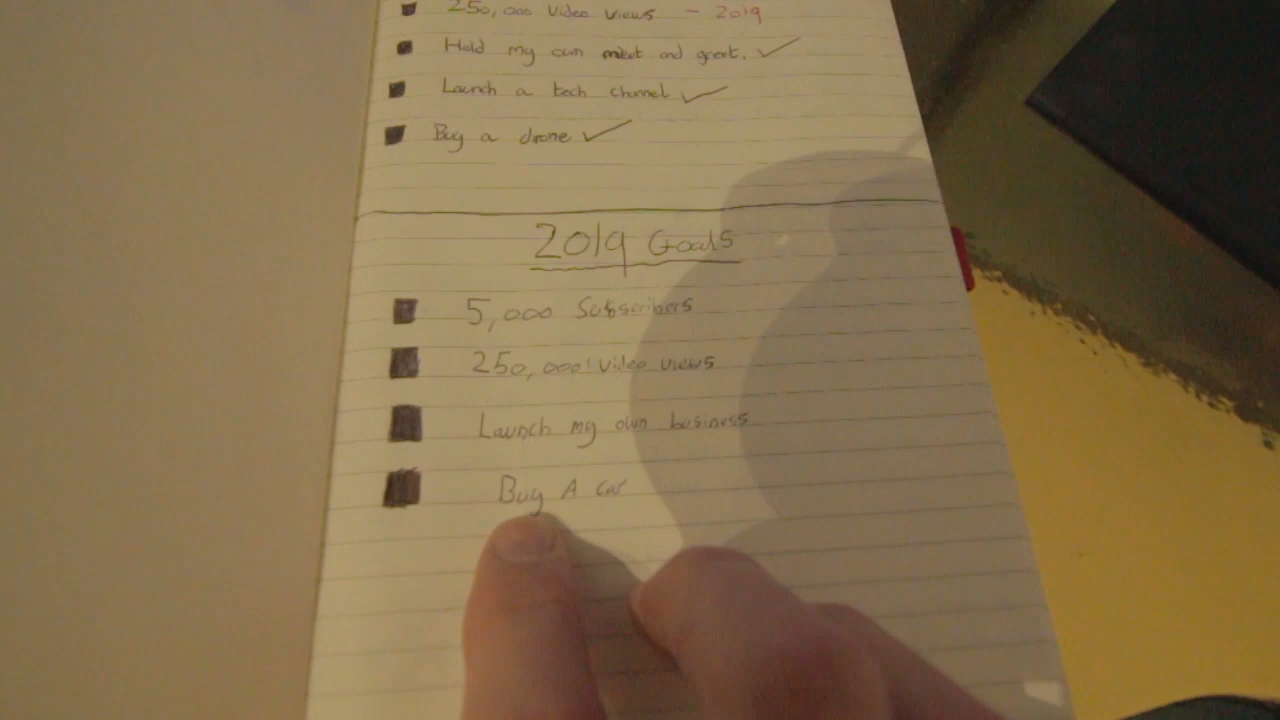 250,000 Video Views - 2019
Hold my own meet and greet. ✓
Launch a tech channel ✓
Buy a drone ✓
2019 Goals
5,000 Subscribers
250,000 Video views
Launch my own business
Buy A car